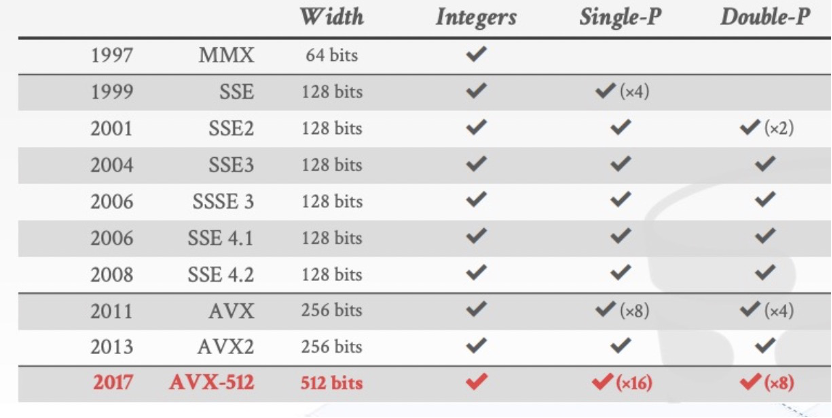 Width Integers Single-P Double-P
1997 MMX 64 bits ✔
1999 SSE 128 bits ✔ ✔(×4)
2001 SSE2 128 bits ✔ ✔ ✔(×2)
2004 SSE3 128 bits ✔ ✔ ✔
2006 SSSE 3 128 bits ✔ ✔ ✔
2006 SSE 4.1 128 bits ✔ ✔ ✔
2008 SSE 4.2 128 bits ✔ ✔ ✔
2011 AVX 256 bits ✔ ✔(×8) ✔(×4)
2013 AVX2 256 bits ✔ ✔ ✔
2017 AVX-512 512 bits ✔ ✔(×16) ✔(×8)